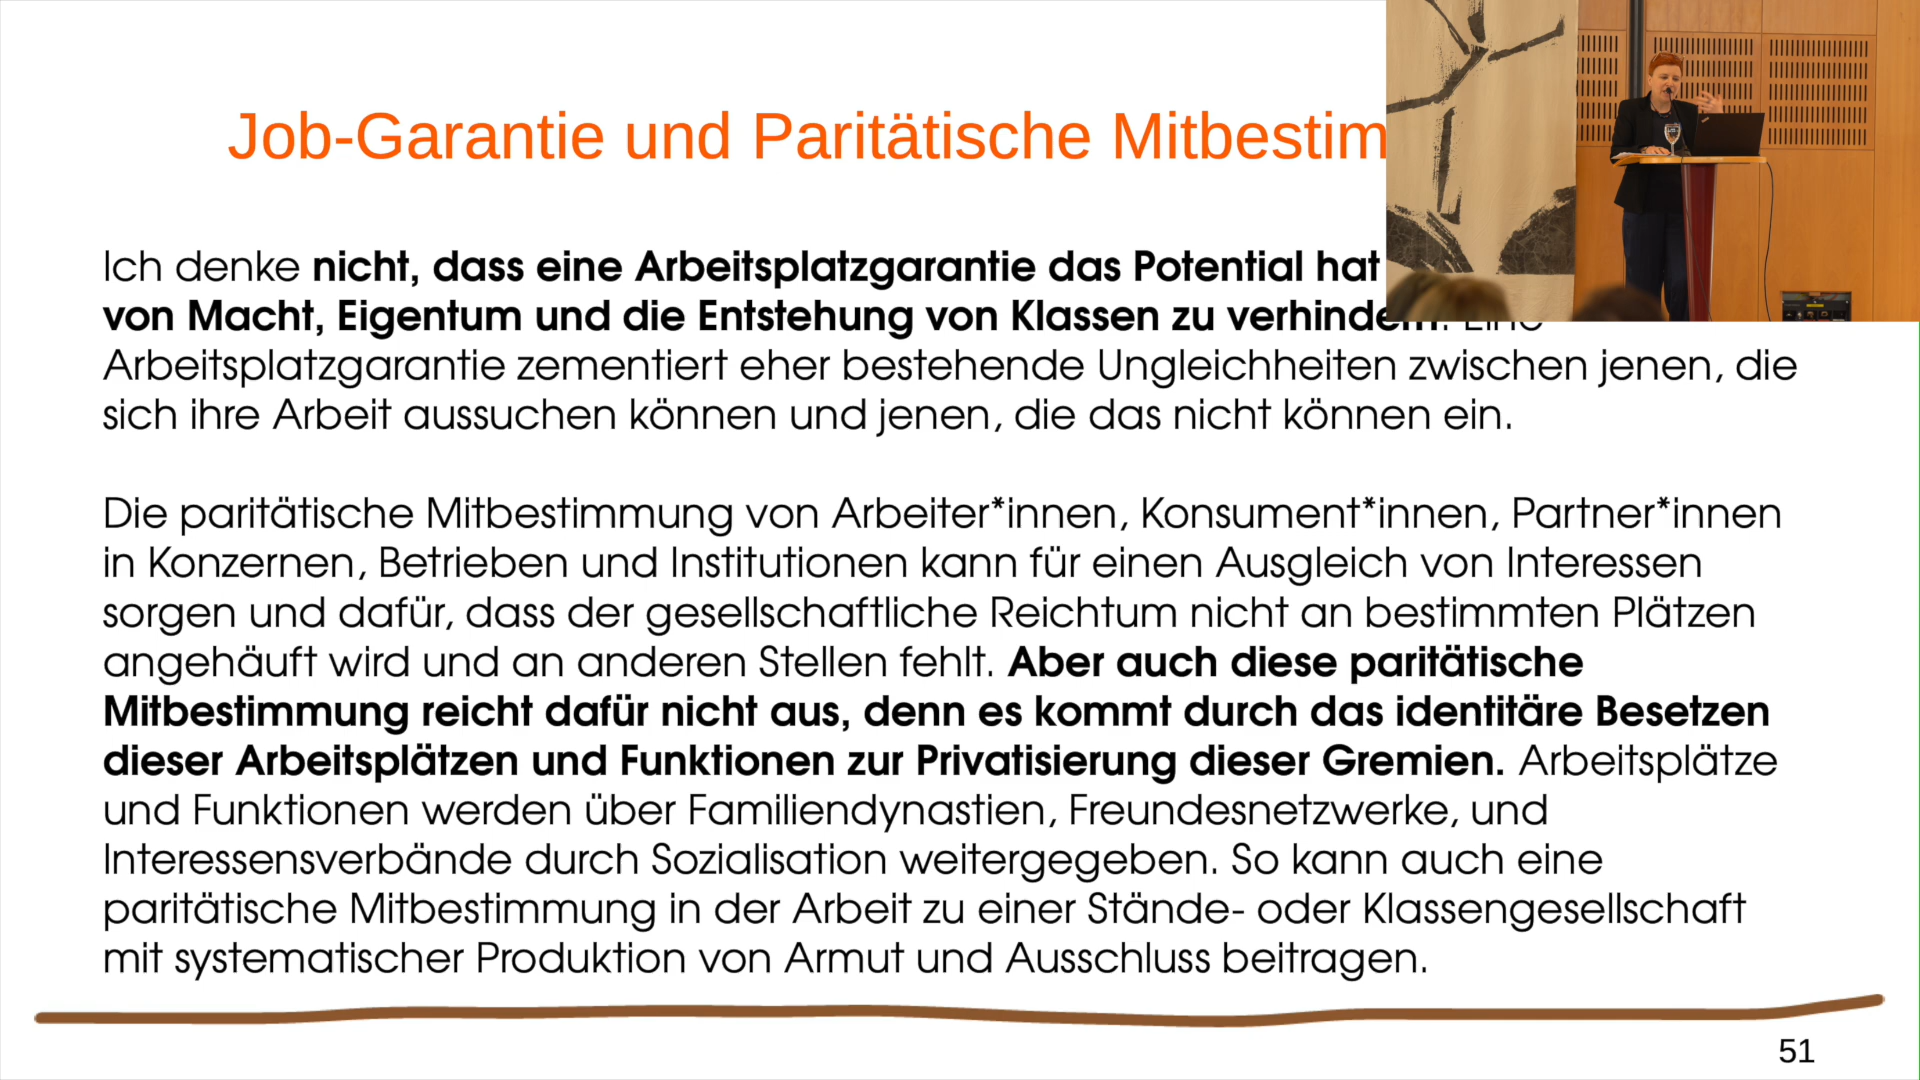 Job-Garantie und Paritätische Mitbestim
Ich denke nicht, dass eine Arbeitsplatzgarantie das Potential hat
von Macht, Eigentum und die Entstehung von Klassen zu verhindern. Eine
Arbeitsplatzgarantie zementiert eher bestehende Ungleichheiten zwischen jenen, die
sich ihre Arbeit aussuchen können und jenen, die das nicht können ein.
Die paritätische Mitbestimmung von Arbeiter*innen, Konsument*innen, Partner*innen
in Konzernen, Betrieben und Institutionen kann für einen Ausgleich von Interessen
sorgen und dafür, dass der gesellschaftliche Reichtum nicht an bestimmten Plätzen
angehäuft wird und an anderen Stellen fehlt. Aber auch diese paritätische
Mitbestimmung reicht dafür nicht aus, denn es kommt durch das identitäre Besetzen
dieser Arbeitsplätzen und Funktionen zur Privatisierung dieser Gremien. Arbeitsplätze
und Funktionen werden über Familiendynastien, Freundesnetzwerke, und
Interessensverbände durch Sozialisation weitergegeben. So kann auch eine
paritätische Mitbestimmung in der Arbeit zu einer Stände- oder Klassengesellschaft
mit systematischer Produktion von Armut und Ausschluss beitragen.
51